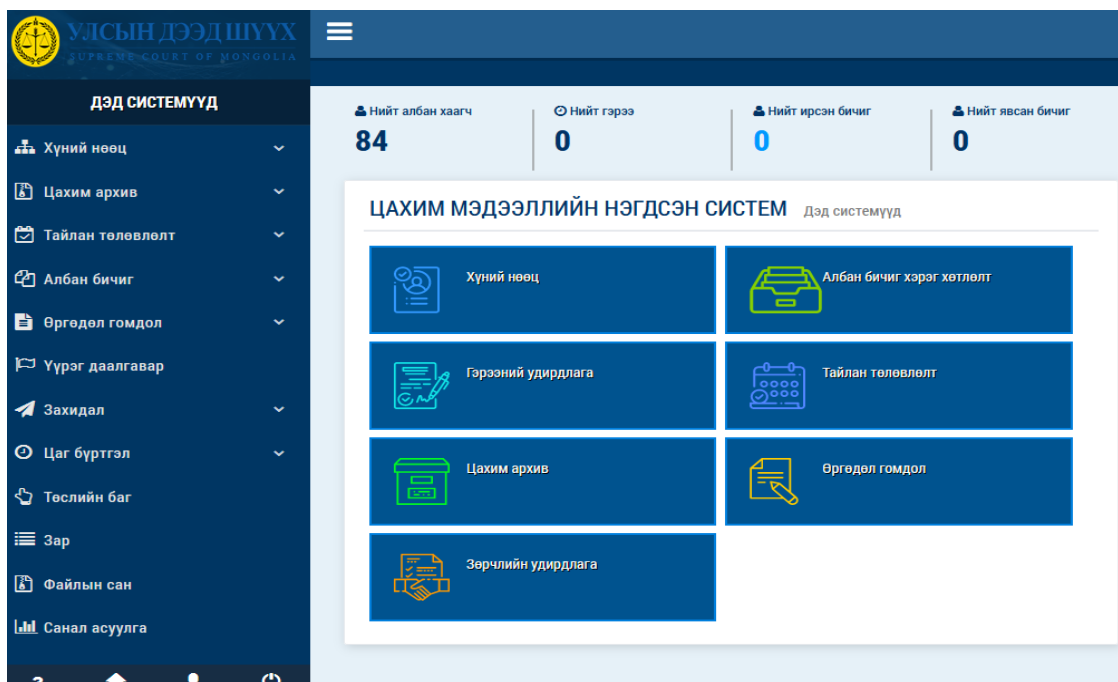 УЛСЫН ДЭЭД ШҮҮХ
SUPREME COURT OF MONGOLIA
ДЭД СИСТЕМҮҮД
Хүний нөөц
Цахим архив
Тайлан төлөвлөлт
Албан бичиг
Өргөдөл гомдол
Үүрэг даалгавар
Захидал
Цаг бүртгэл
Төслийн баг
Зар
Файлын сан
Санал асуулга
Нийт албан хаагч
84
Нийт гэрээ
0
Нийт ирсэн бичиг
0
Нийт явсан бичиг
0
ЦАХИМ МЭДЭЭЛЛИЙН НЭГДСЭН СИСТЕМ Дэд системүүд
Хүний нөөц
Албан бичиг хэрэг хөтлөлт
Гэрээний удирдлага
Тайлан төлөвлөлт
Цахим архив
Өргөдөл гомдол
Зөрчлийн удирдлага